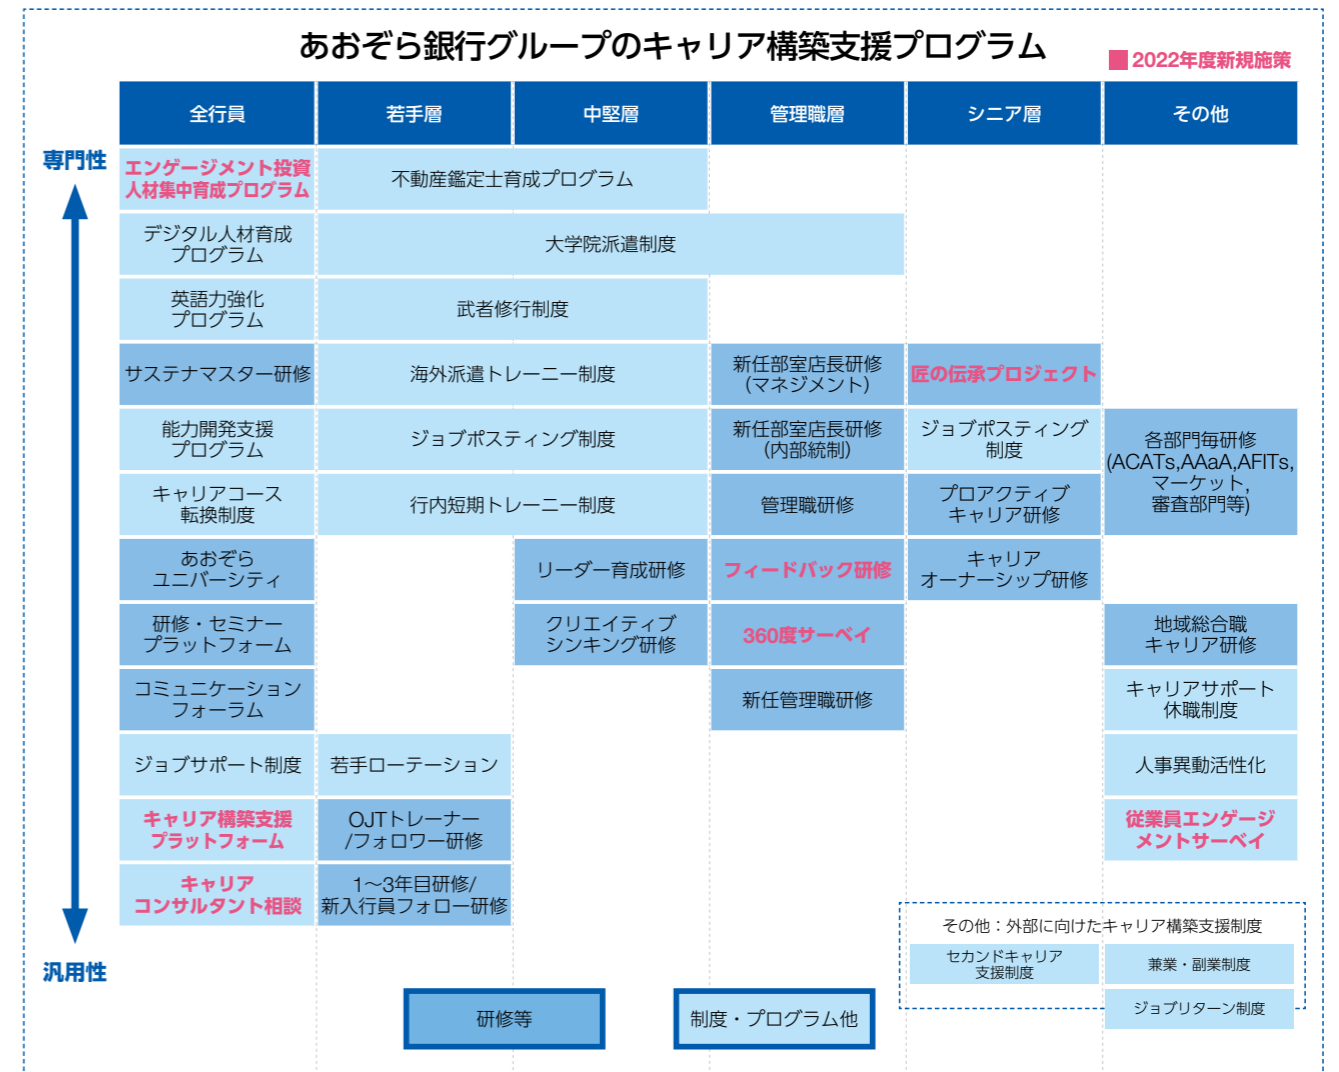 あおぞら銀行グループのキャリア構築支援プログラム
2022年度新規施策
全行員
若手層
中堅層
管理職層
シニア層
その他
専門性
エンゲージメント投資
人材集中育成プログラム
不動産鑑定士育成プログラム
デジタル人材育成
プログラム
大学院派遣制度
英語力強化
プログラム
武者修行制度
サステナマスター研修
海外派遣トレーニー制度
新任部室店長研修
(マネジメント)
匠の伝承プロジェクト
能力開発支援
プログラム
ジョブポスティング制度
新任部室店長研修
(内部統制)
ジョブポスティング
制度
各部門毎研修
(ACATs,AAaA,AFITs,
マーケット,
審査部門等)
キャリアコース
転換制度
行内短期トレーニー制度
管理職研修
プロアクティブ
キャリア研修
あおぞら
ユニバーシティ
リーダー育成研修
フィードバック研修
キャリア
オーナーシップ研修
研修・セミナー
プラットフォーム
クリエイティブ
シンキング研修
360度サーベイ
地域総合職
キャリア研修
コミュニケーション
フォーラム
新任管理職研修
キャリアサポート
休職制度
ジョブサポート制度
若手ローテーション
人事異動活性化
キャリア構築支援
プラットフォーム
OJTトレーナー
/フォロワー研修
従業員エンゲージ
メントサーベイ
キャリア
コンサルタント相談
1〜3年目研修/
新入行員フォロー研修
汎用性
その他：外部に向けたキャリア構築支援制度
セカンドキャリア
支援制度
兼業・副業制度
ジョブリターン制度
研修等
制度・プログラム他